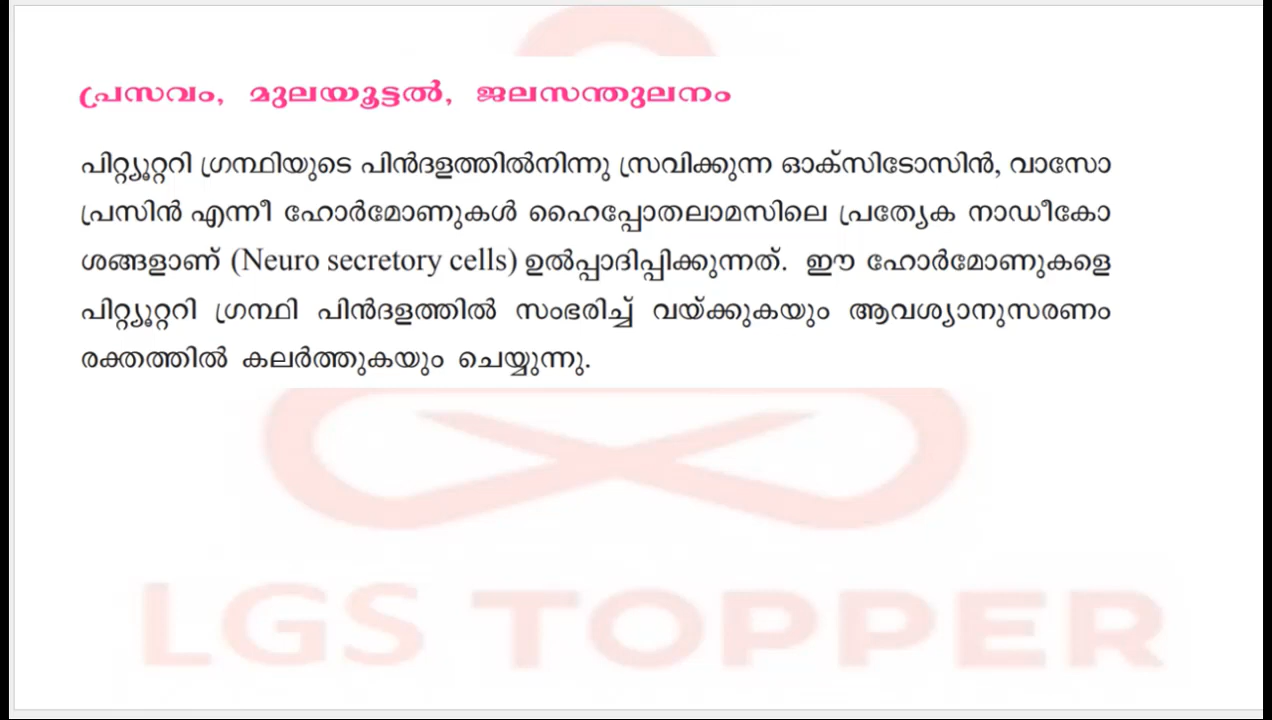 പ്രസവം, മുലയൂട്ടൽ, ജലസന്തുലനം
പിറ്റ്യൂറ്ററി ഗ്രന്ഥിയുടെ പിൻദളത്തിൽനിന്നു സ്രവിക്കുന്ന ഓക്സിടോസിൻ, വാസോ
പ്രസിൻ എന്നീ ഹോർമോണുകൾ ഹൈപ്പോതലാമസിലെ പ്രത്യേക നാഡീകോ
ശങ്ങളാണ് (Neuro secretory cells) ഉൽപ്പാദിപ്പിക്കുന്നത്. ഈ ഹോർമോണുകളെ
പിറ്റ്യൂറ്ററി ഗ്രന്ഥി പിൻദളത്തിൽ സംഭരിച്ച് വയ്ക്കുകയും ആവശ്യാനുസരണം
രക്തത്തിൽ കലർത്തുകയും ചെയ്യുന്നു.
LGS TOPPER